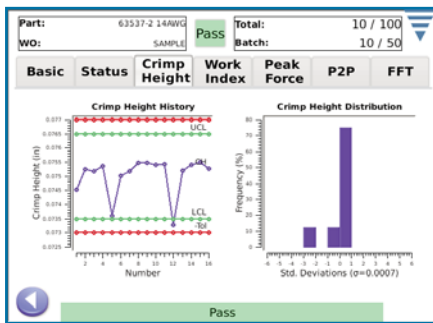 Part: 63537-2 14AWG
WO: SAMPLE
Pass
Total: 10 / 100
Batch: 10 / 50
Basic Status Crimp Height Work Index Peak Force P2P FFT
Crimp Height History
Crimp Height (in)
0.077
0.0765
0.076
0.0755
0.075
0.0745
0.074
0.0735
0.073
0.0725
UCL
LCL
-Tol
2 4 6 8 10 12 14 16
Number
Crimp Height Distribution
Frequency (%)
80
70
60
50
40
30
20
10
0
-6 -5 -4 -3 -2 -1 0 1 2 3 4 5 6
Std. Deviations (σ=0.0007)
Pass